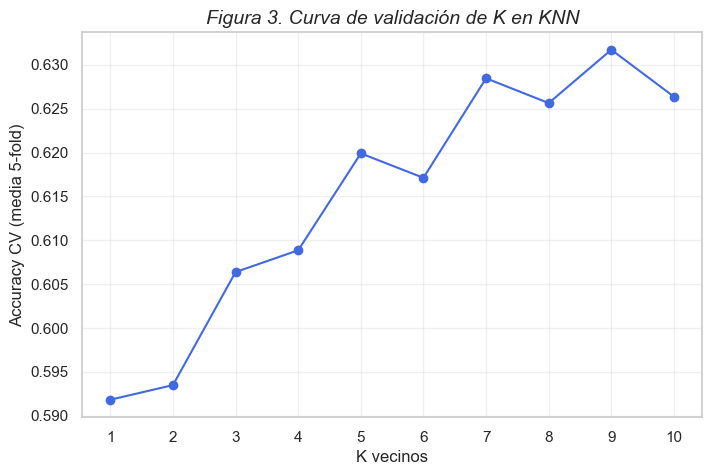 Figura 3. Curva de validación de K en KNN
Accuracy CV (media 5-fold)
0.630
0.625
0.620
0.615
0.610
0.605
0.600
0.595
0.590
1 2 3 4 5 6 7 8 9 10
K vecinos